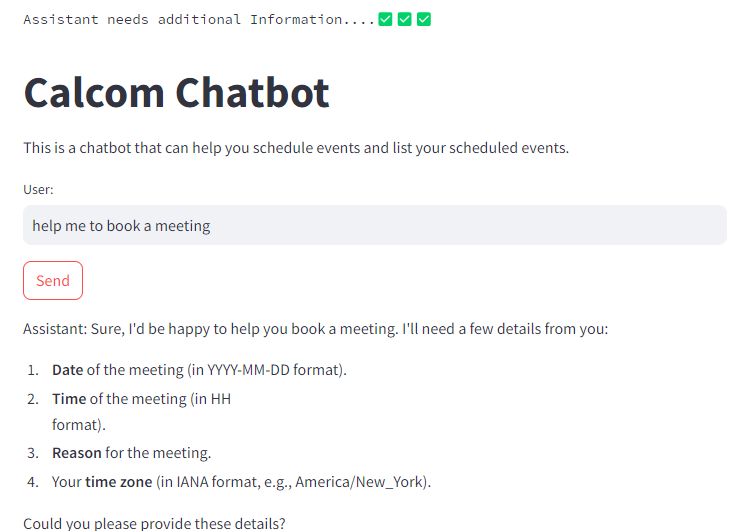 Assistant needs additional Information....✅✅✅
Calcom Chatbot
This is a chatbot that can help you schedule events and list your scheduled events.
User:
help me to book a meeting
Send
Assistant: Sure, I'd be happy to help you book a meeting. I'll need a few details from you:
1. Date of the meeting (in YYYY-MM-DD format).
2. Time of the meeting (in HH
format).
3. Reason for the meeting.
4. Your time zone (in IANA format, e.g., America/New_York).
Could you please provide these details?